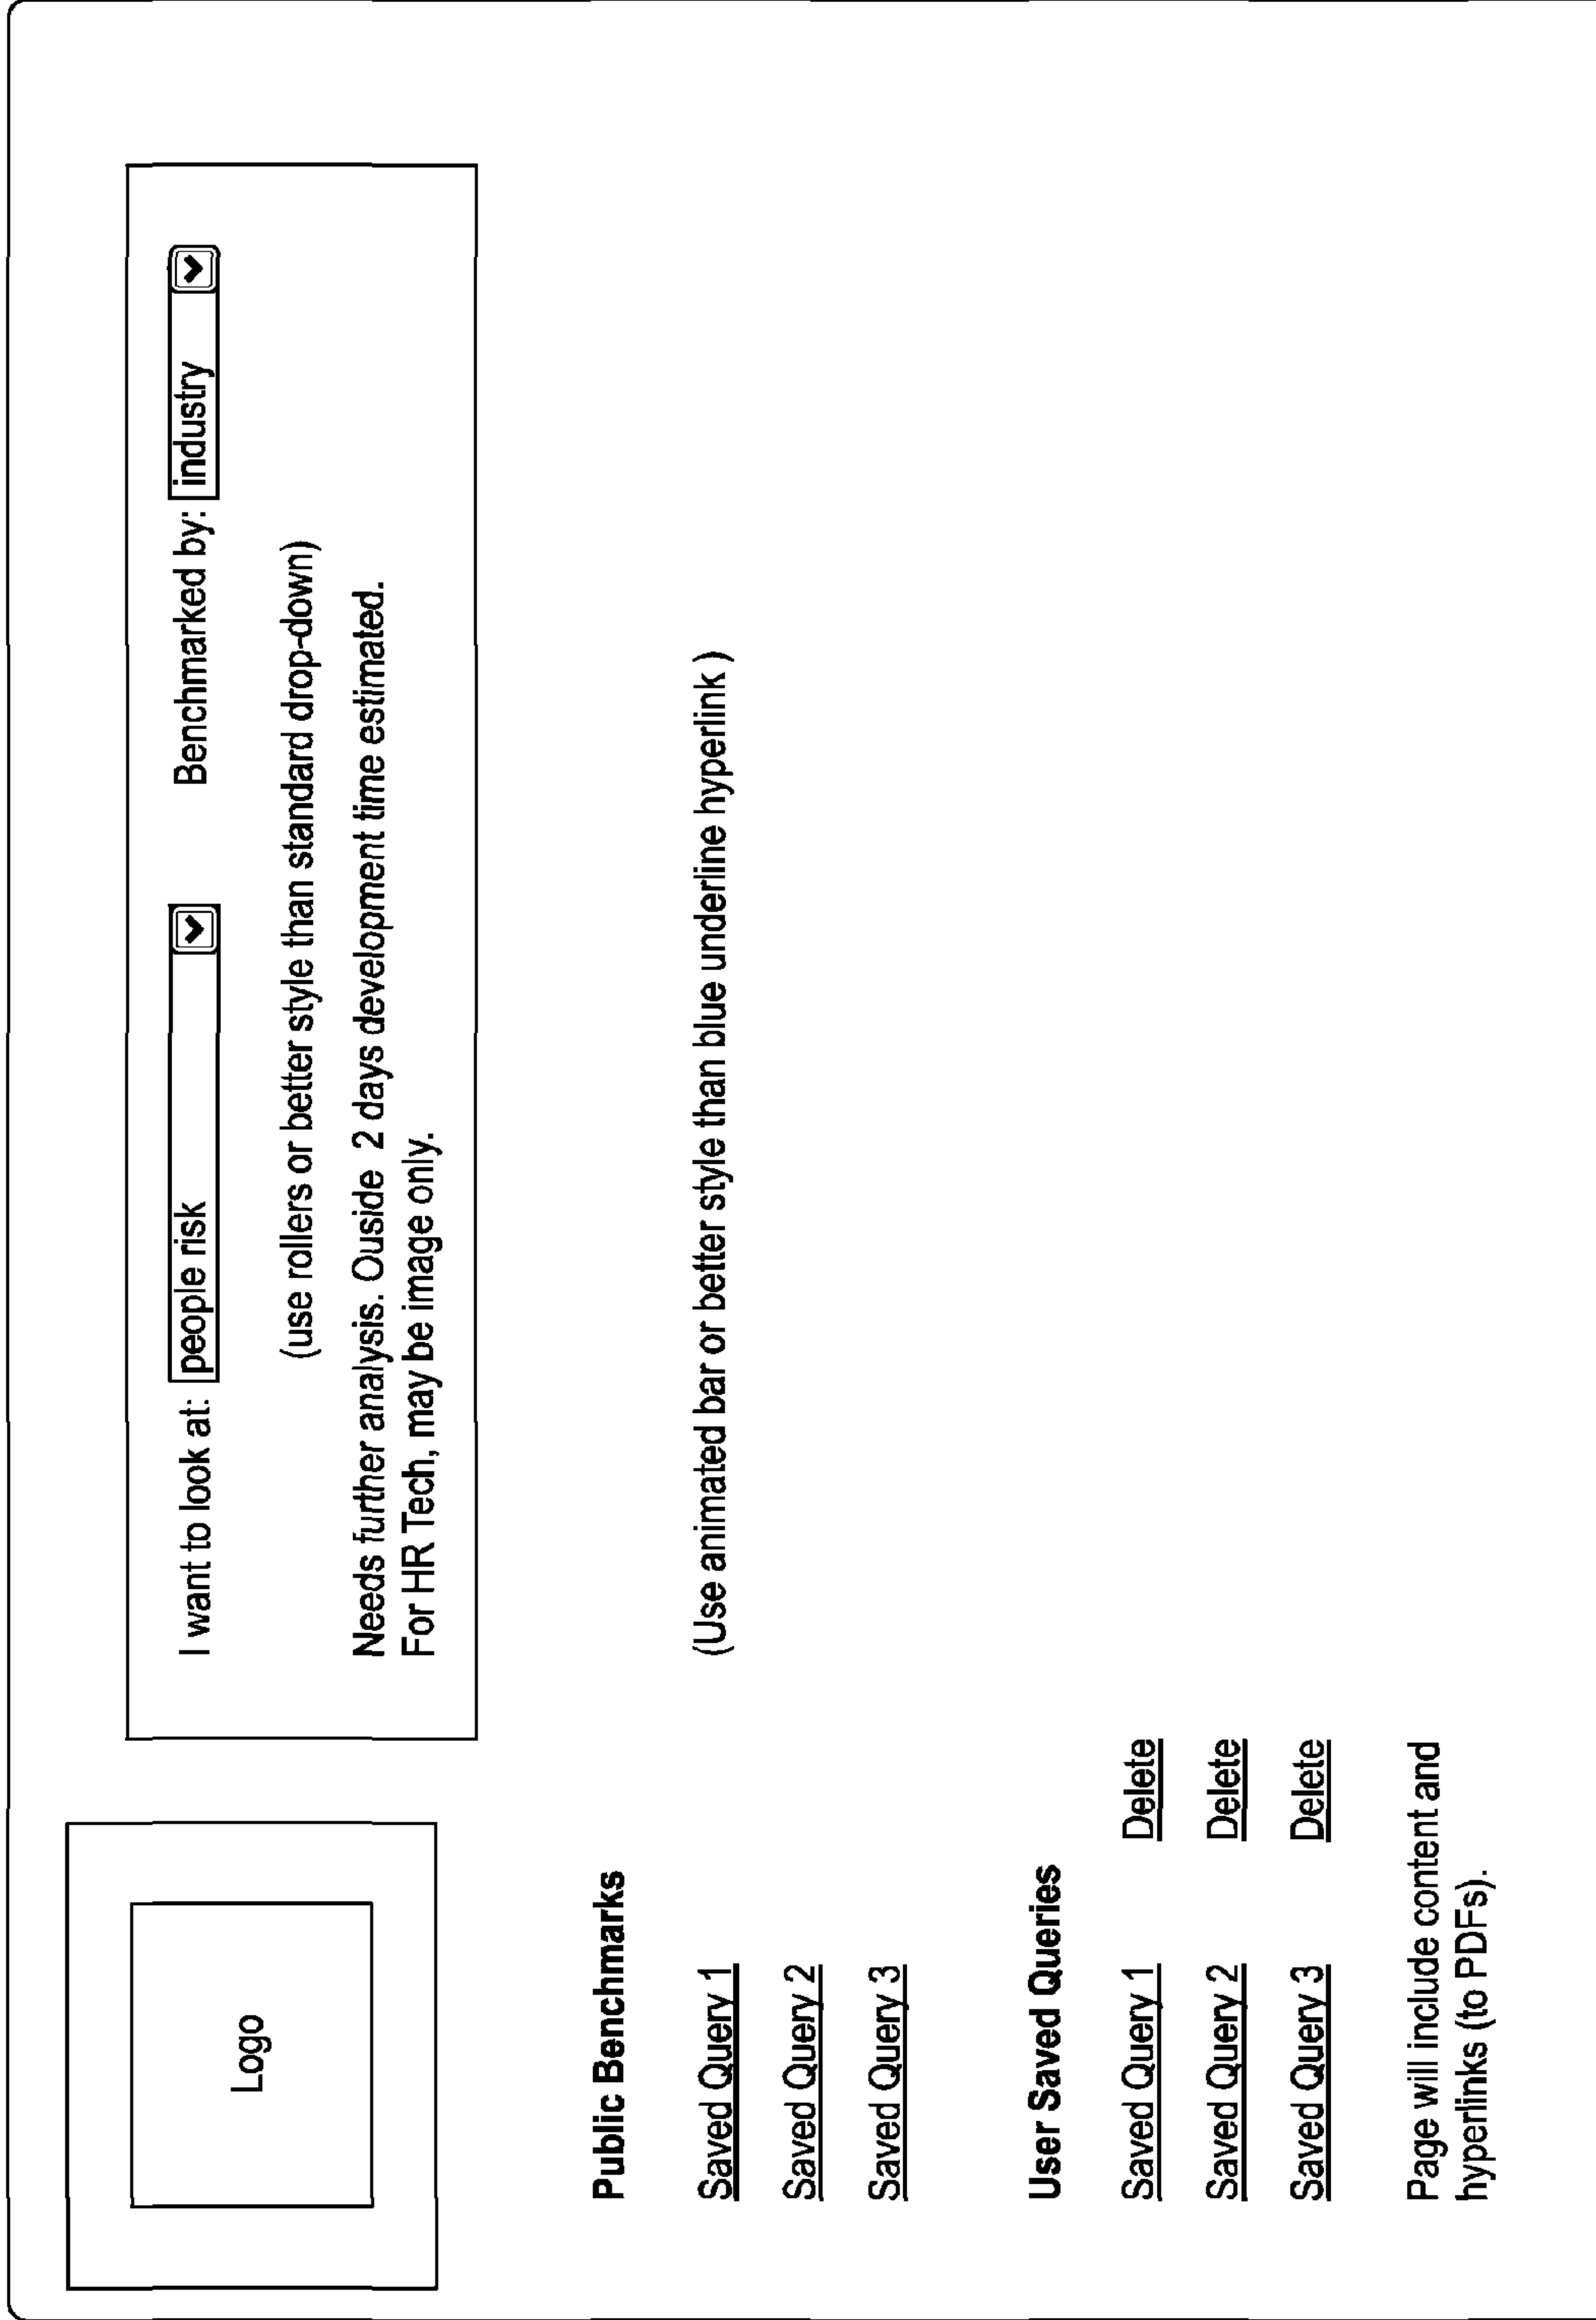 Logo
I want to look at: people risk Benchmarked by: industry
(use rollers or better style than standard drop-down)
Needs further analysis. Ouside 2 days development time estimated.
For HR Tech, may be image only.
Public Benchmarks
Saved Query 1
(Use animated bar or better style than blue underline hyperlink )
Saved Query 2
Saved Query 3
User Saved Queries
Saved Query 1 Delete
Saved Query 2 Delete
Saved Query 3 Delete
Page will include content and
hyperlinks (to PDFs).